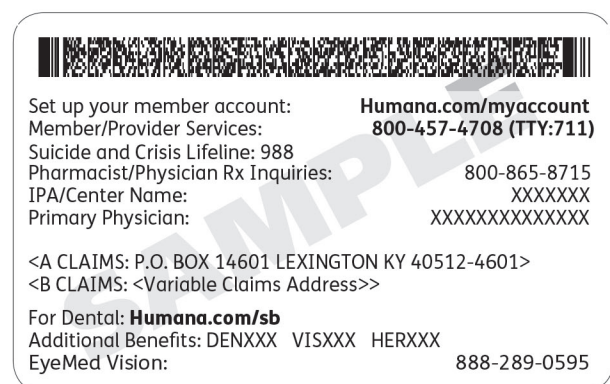 Set up your member account: Humana.com/myaccount
Member/Provider Services: 800-457-4708 (TTY:711)
Suicide and Crisis Lifeline: 988
Pharmacist/Physician Rx Inquiries: 800-865-8715
IPA/Center Name: XXXXXXX
Primary Physician: XXXXXXXXXXXXXX
<A CLAIMS: P.O. BOX 14601 LEXINGTON KY 40512-4601>
<B CLAIMS: <Variable Claims Address>>
For Dental: Humana.com/sb
Additional Benefits: DENXXX VISXXX HERXXX
EyeMed Vision: 888-289-0595
SAMPLE